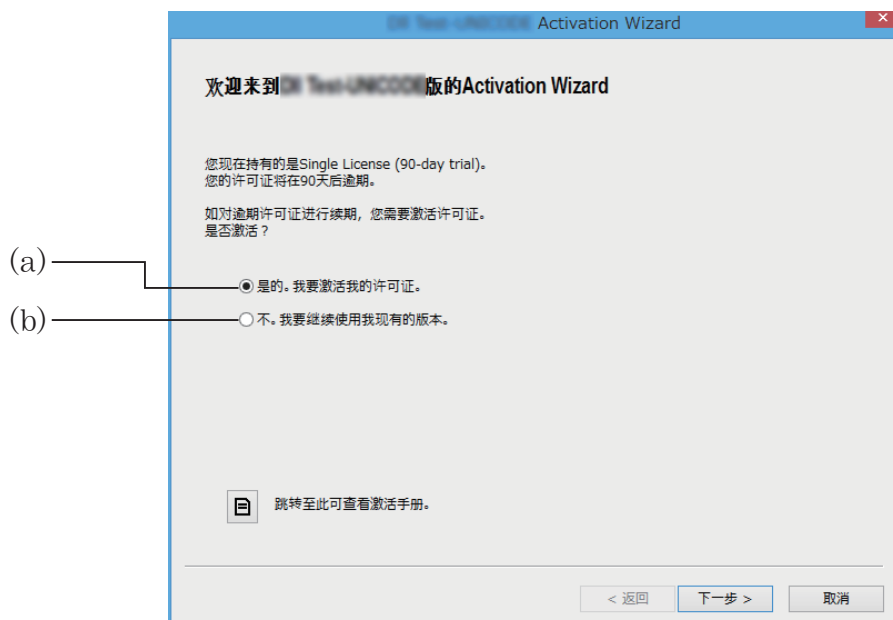 Activation Wizard
欢迎来到 版的Activation Wizard
您现在持有的是Single License (90-day trial)。
您的许可证将在90天后逾期。
如对逾期许可证进行续期，您需要激活许可证。
是否激活？
(a)
是的。我要激活我的许可证。
(b)
不。我要继续使用我现有的版本。
跳转至此可查看激活手册。
< 返回 下一步 > 取消